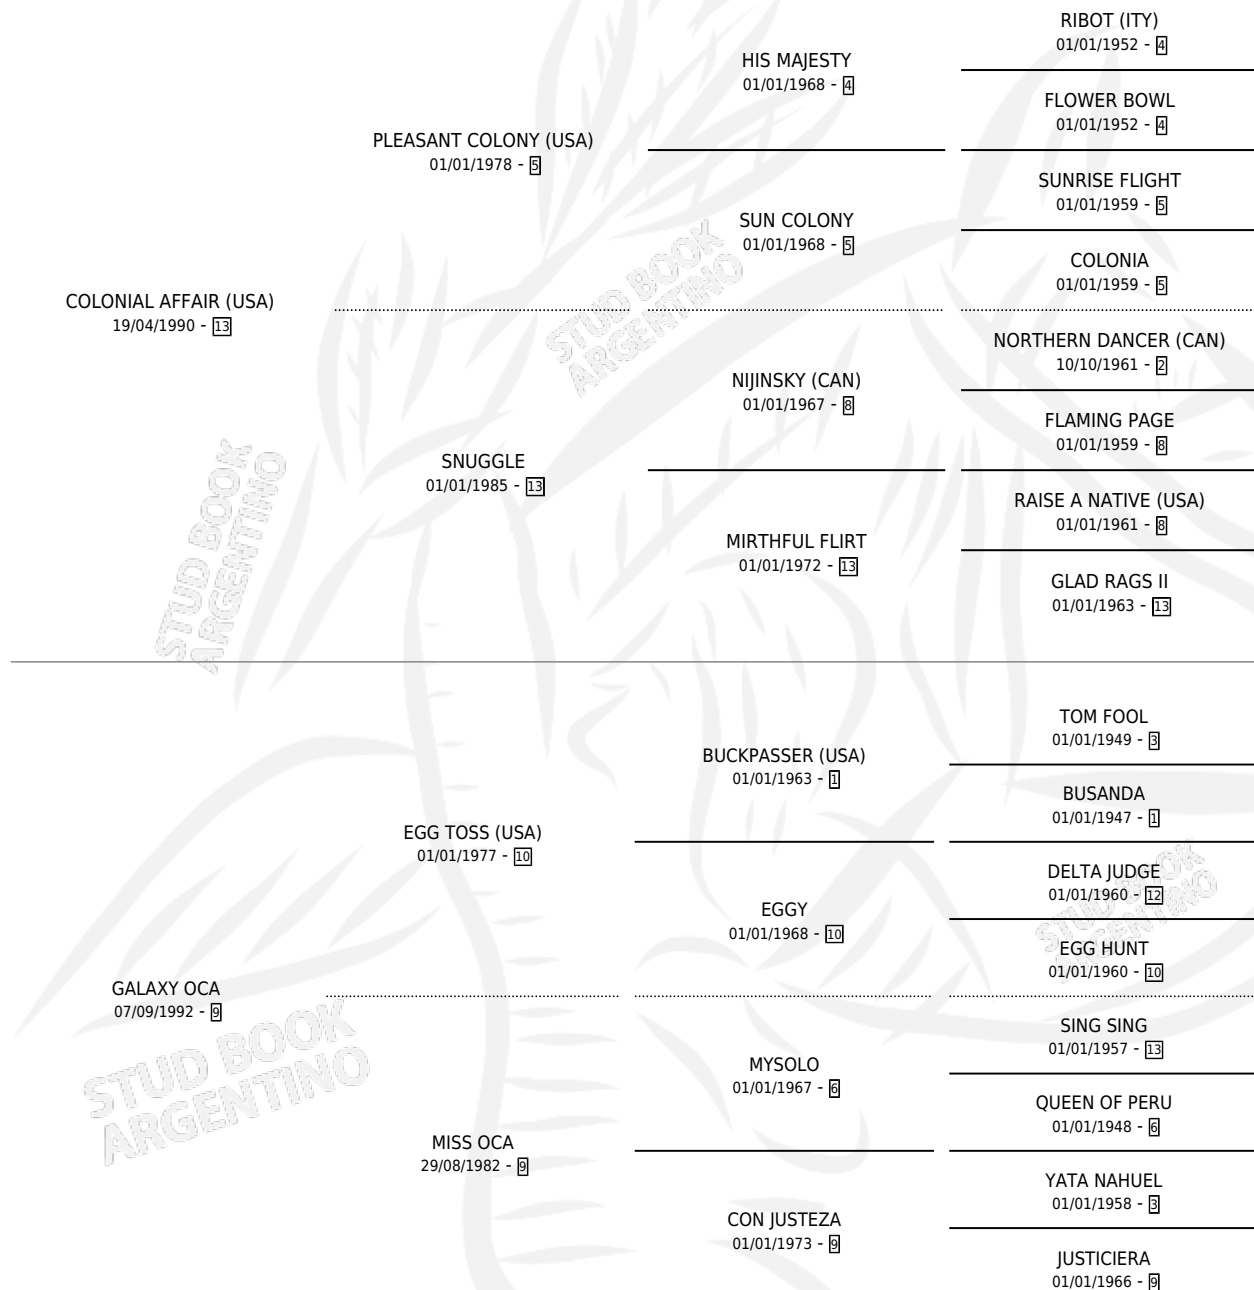 COLONIAL AFFAIR (USA)
19/04/1990 - 13
PLEASANT COLONY (USA)
01/01/1978 - 5
HIS MAJESTY
01/01/1968 - 4
RIBOT (ITY)
01/01/1952 - 4
FLOWER BOWL
01/01/1952 - 4
SUN COLONY
01/01/1968 - 5
SUNRISE FLIGHT
01/01/1959 - 5
COLONIA
01/01/1959 - 5
SNUGGLE
01/01/1985 - 13
NIJINSKY (CAN)
01/01/1967 - 8
NORTHERN DANCER (CAN)
10/10/1961 - 2
FLAMING PAGE
01/01/1959 - 8
MIRTHFUL FLIRT
01/01/1972 - 13
RAISE A NATIVE (USA)
01/01/1961 - 8
GLAD RAGS II
01/01/1963 - 13
GALAXY OCA
07/09/1992 - 9
EGG TOSS (USA)
01/01/1977 - 10
BUCKPASSER (USA)
01/01/1963 - 1
TOM FOOL
01/01/1949 - 3
BUSANDA
01/01/1947 - 1
EGGY
01/01/1968 - 10
DELTA JUDGE
01/01/1960 - 12
EGG HUNT
01/01/1960 - 10
MISS OCA
29/08/1982 - 9
MYSOLO
01/01/1967 - 6
SING SING
01/01/1957 - 13
QUEEN OF PERU
01/01/1948 - 6
CON JUSTEZA
01/01/1973 - 9
YATA NAHUEL
01/01/1958 - 3
JUSTICIERA
01/01/1966 - 9
STUD BOOK
ARGENTINO
STUD BOOK
ARGENTINO
STUD BOOK
ARGENTINO
STUD BOOK
ARGENTINO